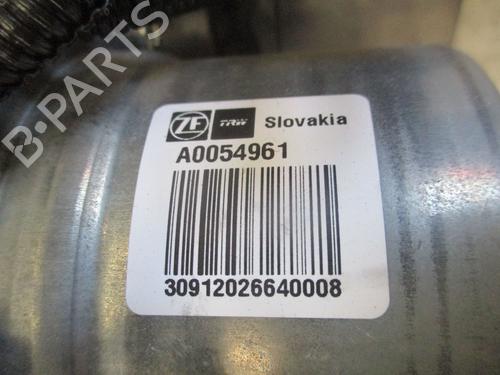 B-PARTS
ZF TRW Slovakia
A0054961
30912026640008